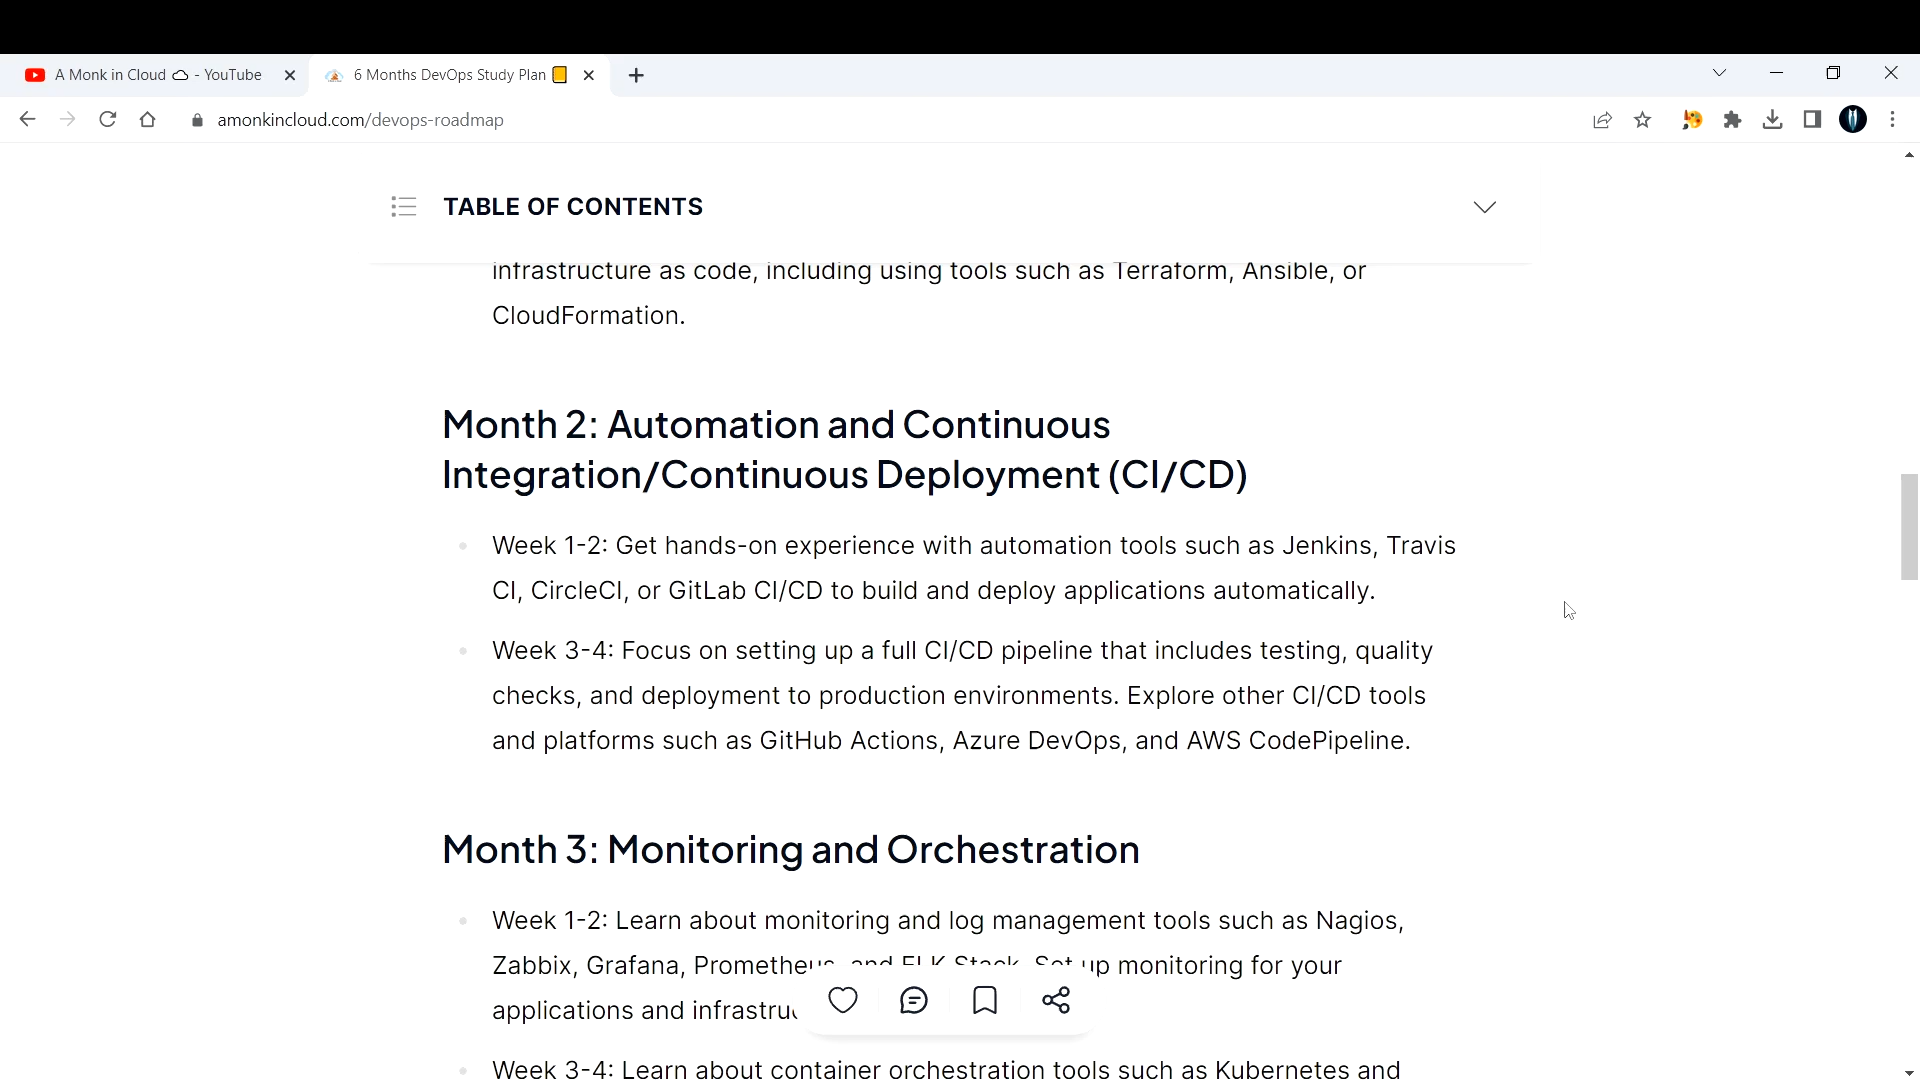 A Monk in Cloud - YouTube
6 Months DevOps Study Plan
amonkincloud.com/devops-roadmap
TABLE OF CONTENTS
infrastructure as code, including using tools such as Terraform, Ansible, or
CloudFormation.
Month 2: Automation and Continuous
Integration/Continuous Deployment (CI/CD)
Week 1-2: Get hands-on experience with automation tools such as Jenkins, Travis
CI, CircleCI, or GitLab CI/CD to build and deploy applications automatically.
Week 3-4: Focus on setting up a full CI/CD pipeline that includes testing, quality
checks, and deployment to production environments. Explore other CI/CD tools
and platforms such as GitHub Actions, Azure DevOps, and AWS CodePipeline.
Month 3: Monitoring and Orchestration
Week 1-2: Learn about monitoring and log management tools such as Nagios,
Zabbix, Grafana, Prometheus, and ELK Stack. Set up monitoring for your
applications and
Week 3-4: Learn about container orchestration tools such as Kubernetes and